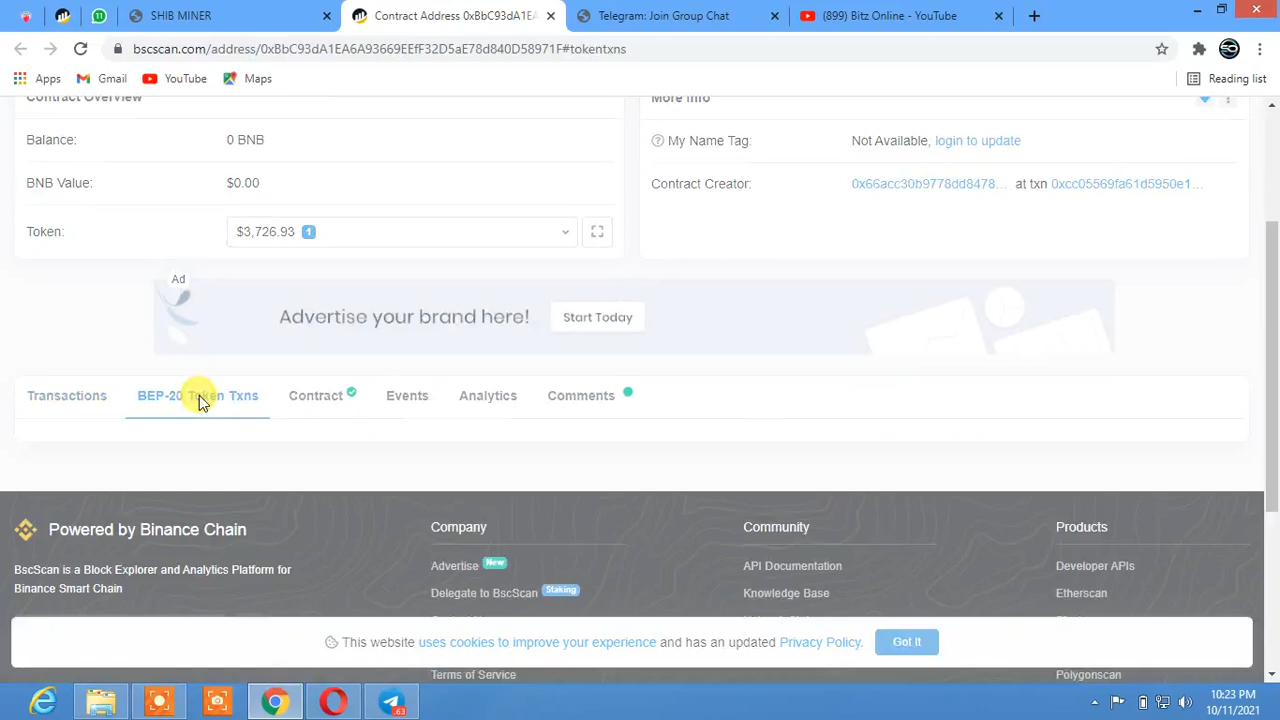 SHIB MINER
Contract Address 0xBbC93dA1EA
Telegram: Join Group Chat
(899) Bitz Online - YouTube
bscscan.com/address/0xBbC93dA1EA6A93669EEfF32D5aE78d840D58971F#tokentxns
Apps
Gmail
YouTube
Maps
Reading list
Contract Overview
More Info
Balance:
0 BNB
My Name Tag:
Not Available, login to update
BNB Value:
$0.00
Contract Creator:
0x66acc30b9778dd8478... at txn 0xcc05569fa61d5950e1...
Token:
$3,726.93 1
Ad
Advertise your brand here!
Start Today
Transactions
BEP-20 Token Txns
Contract
Events
Analytics
Comments
Powered by Binance Chain
Company
Community
Products
BscScan is a Block Explorer and Analytics Platform for
Binance Smart Chain
Advertise New
API Documentation
Developer APIs
Delegate to BscScan Staking
Knowledge Base
Etherscan
This website uses cookies to improve your experience and has an updated Privacy Policy.
Got It
Terms of Service
Polygonscan
.63
10:23 PM
10/11/2021